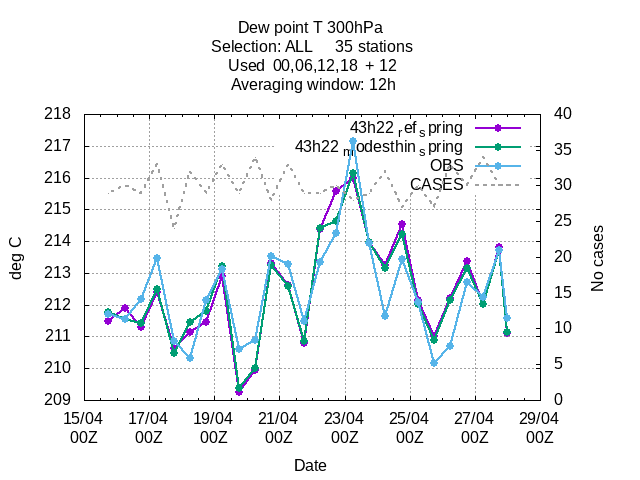 Dew point T 300hPa
Selection: ALL 35 stations
Used 00,06,12,18 + 12
Averaging window: 12h
218
217
216
215
214
213
212
211
210
209
deg C
40
35
30
25
20
15
10
5
0
No cases
43h22 ref spring
43h22 modesthin spring
OBS
CASES
15/04 17/04 19/04 21/04 23/04 25/04 27/04 29/04
00Z 00Z 00Z 00Z 00Z 00Z 00Z 00Z
Date